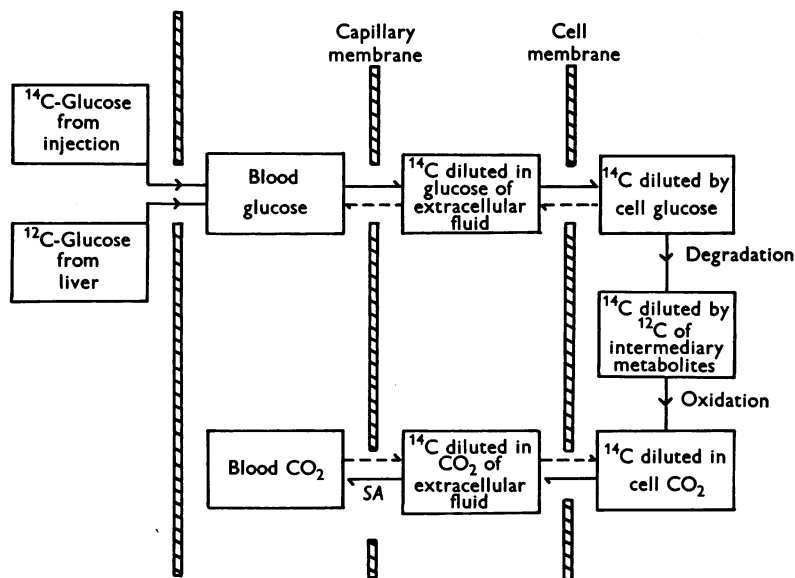 Capillary
membrane
Cell
membrane
¹⁴C-Glucose
from
injection
¹²C-Glucose
from
liver
Blood
glucose
¹⁴C diluted in
glucose of
extracellular
fluid
¹⁴C diluted by
cell glucose
Degradation
¹⁴C diluted by
¹²C of
intermediary
metabolites
Oxidation
Blood CO₂
SA
¹⁴C diluted in
CO₂ of
extracellular
fluid
¹⁴C diluted in
cell CO₂